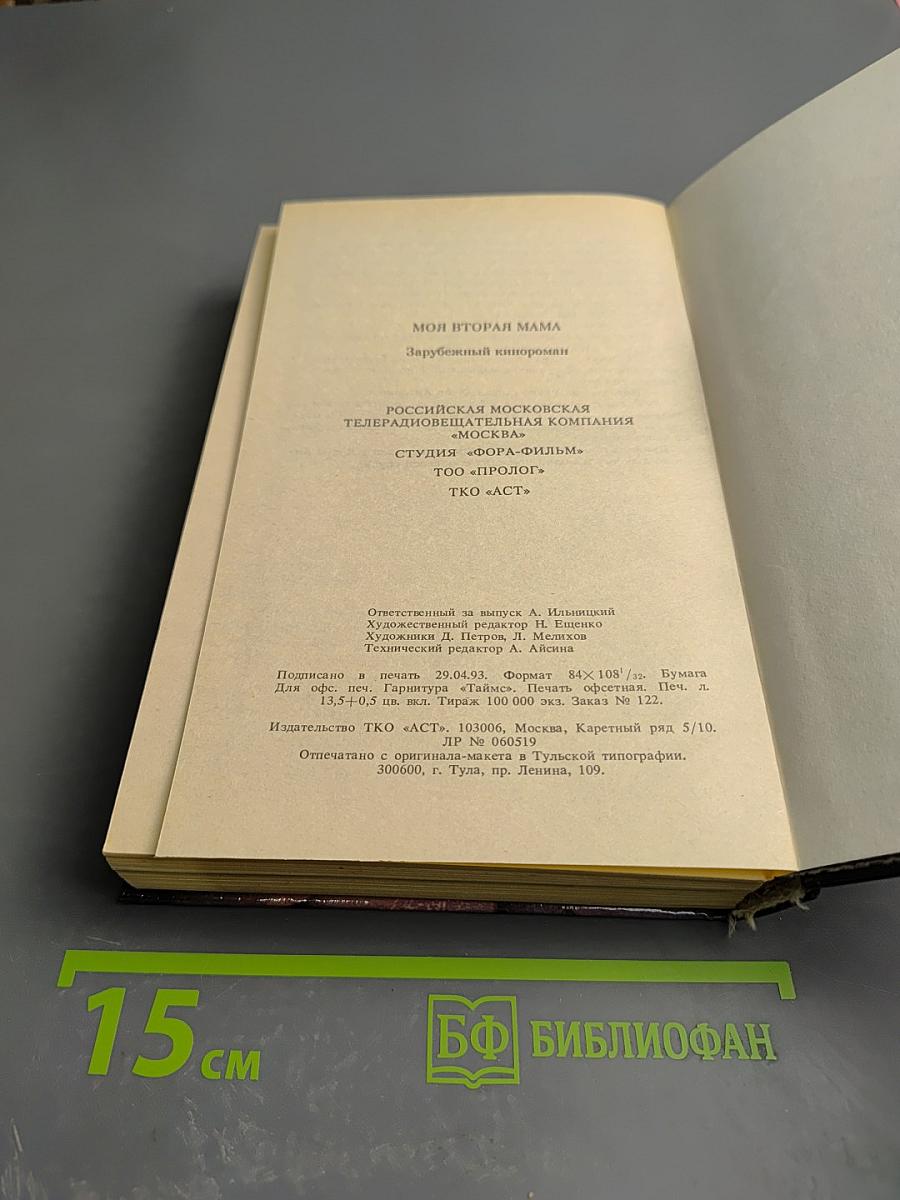 МОЯ ВТОРАЯ МАМА
Зарубежный кинороман
РОССИЙСКАЯ МОСКОВСКАЯ
ТЕЛЕРАДИОВЕЩАТЕЛЬНАЯ КОМПАНИЯ
«МОСКВА»
СТУДИЯ «ФОРА-ФИЛЬМ»
ТОО «ПРОЛОГ»
ТКО «АСТ»
Ответственный за выпуск А. Ильницкий
Художественный редактор Н. Ещенко
Художники Д. Петров, Л. Мелихов
Технический редактор А. Айсина
Подписано в печать 29.04.93. Формат 84×108¹/₃₂. Бумага
Для офс. печ. Гарнитура «Таймс». Печать офсетная. Печ. л.
13,5+0,5 цв. вкл. Тираж 100 000 экз. Заказ № 122.
Издательство ТКО «АСТ». 103006, Москва, Каретный ряд 5/10.
ЛР № 060519
Отпечатано с оригинала-макета в Тульской типографии.
300600, г. Тула, пр. Ленина, 109.
15 см
БФ БИБЛИОФАН